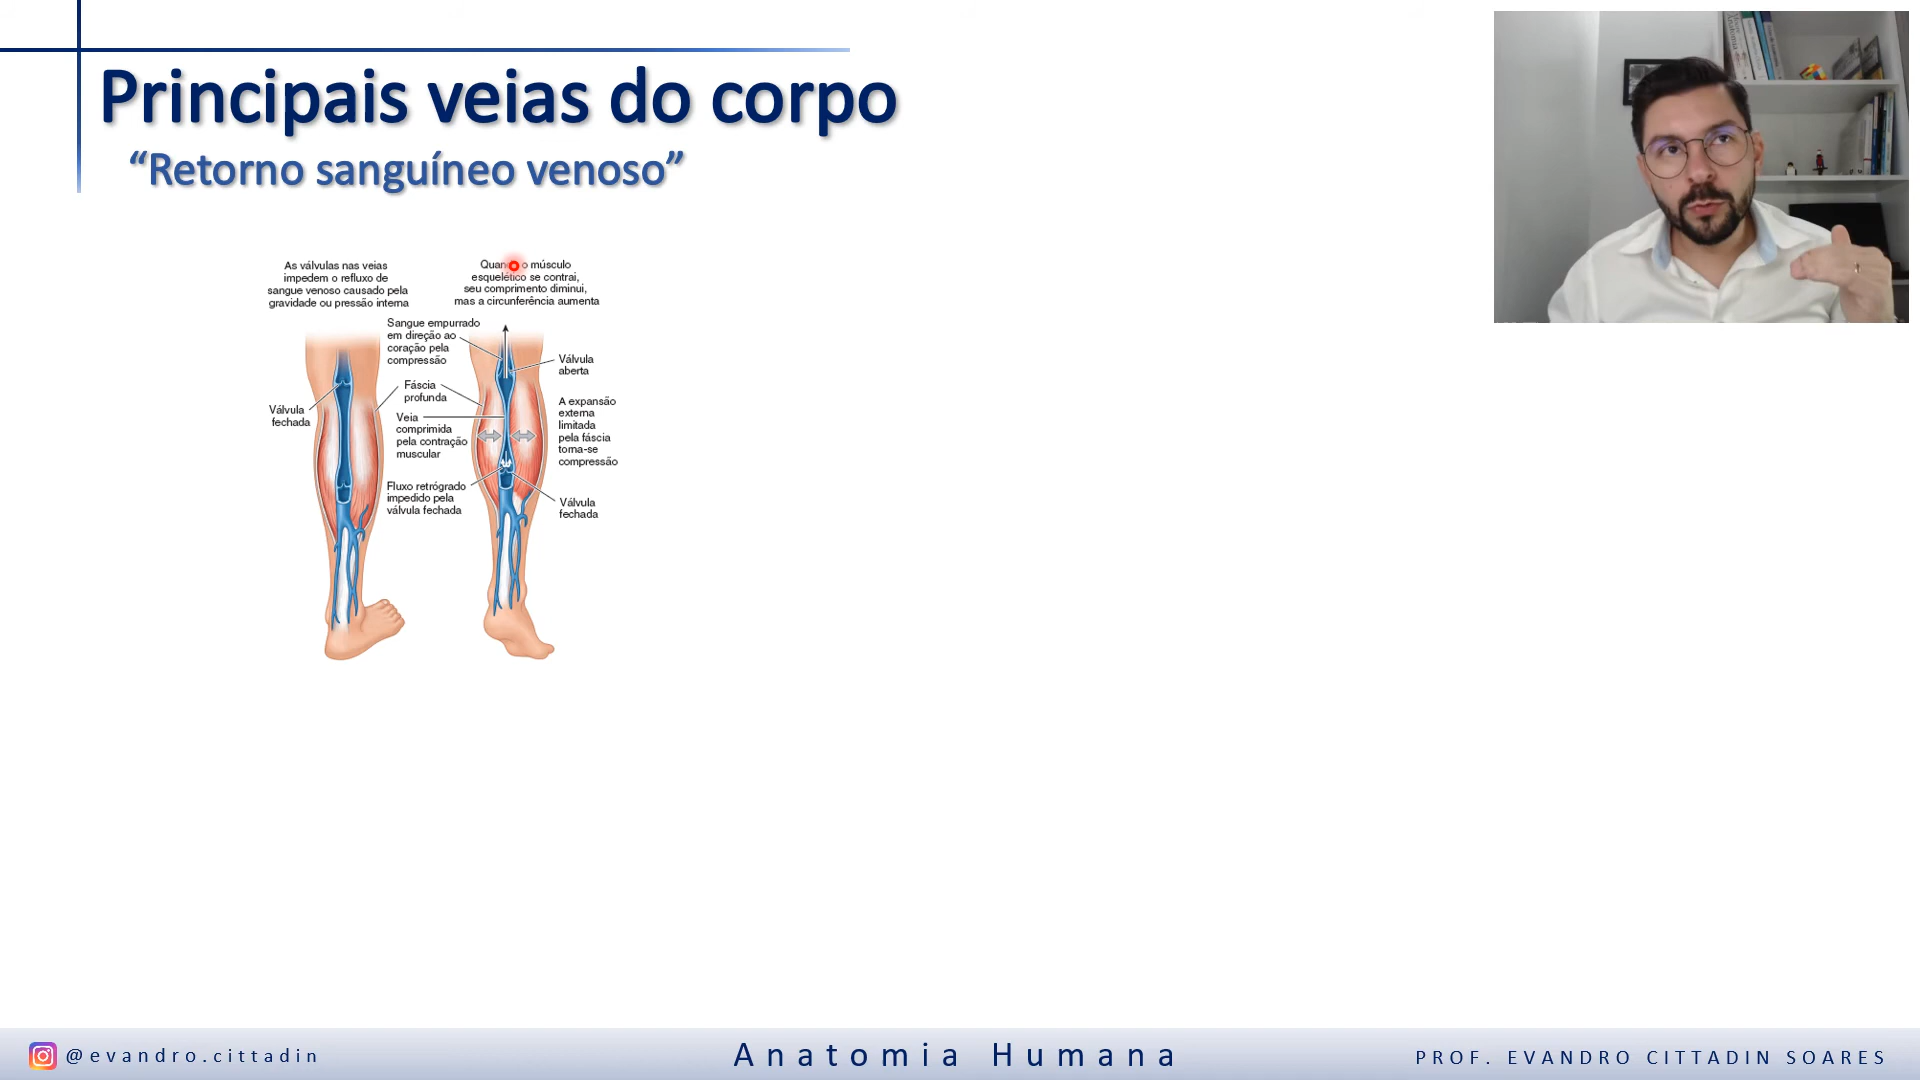 Principais veias do corpo
“Retorno sanguíneo venoso”
As válvulas nas veias
impedem o refluxo de
sangue venoso causado pela
gravidade ou pressão interna
Quando o músculo
esquelético se contrai,
seu comprimento diminui,
mas a circunferência aumenta
Sangue empurrado
em direção ao
coração pela
compressão
Válvula
aberta
Fáscia
profunda
Válvula
fechada
Veia
comprimida
pela contração
muscular
A expansão
externa
limitada
pela fáscia
torna-se
compressão
Fluxo retrógrado
impedido pela
válvula fechada
Válvula
fechada
@evandro.cittadin
Anatomia Humana
PROF. EVANDRO CITTADIN SOARES